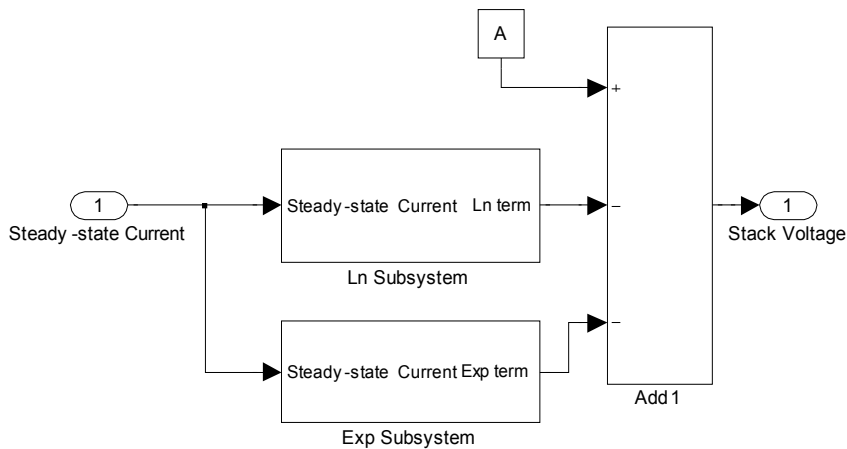 A
+
1
Steady -state Current
Steady -state Current Ln term
Ln Subsystem
−
1
Stack Voltage
Steady -state Current Exp term
Exp Subsystem
−
Add 1